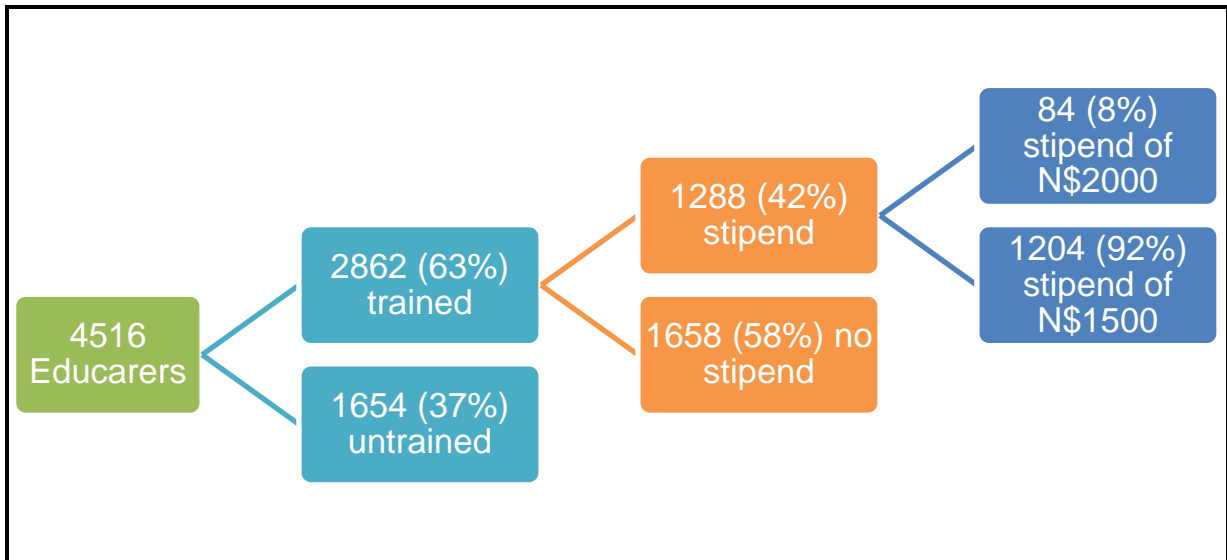 4516
Educarers
2862 (63%)
trained
1654 (37%)
untrained
1288 (42%)
stipend
1658 (58%) no
stipend
84 (8%)
stipend of
N$2000
1204 (92%)
stipend of
N$1500